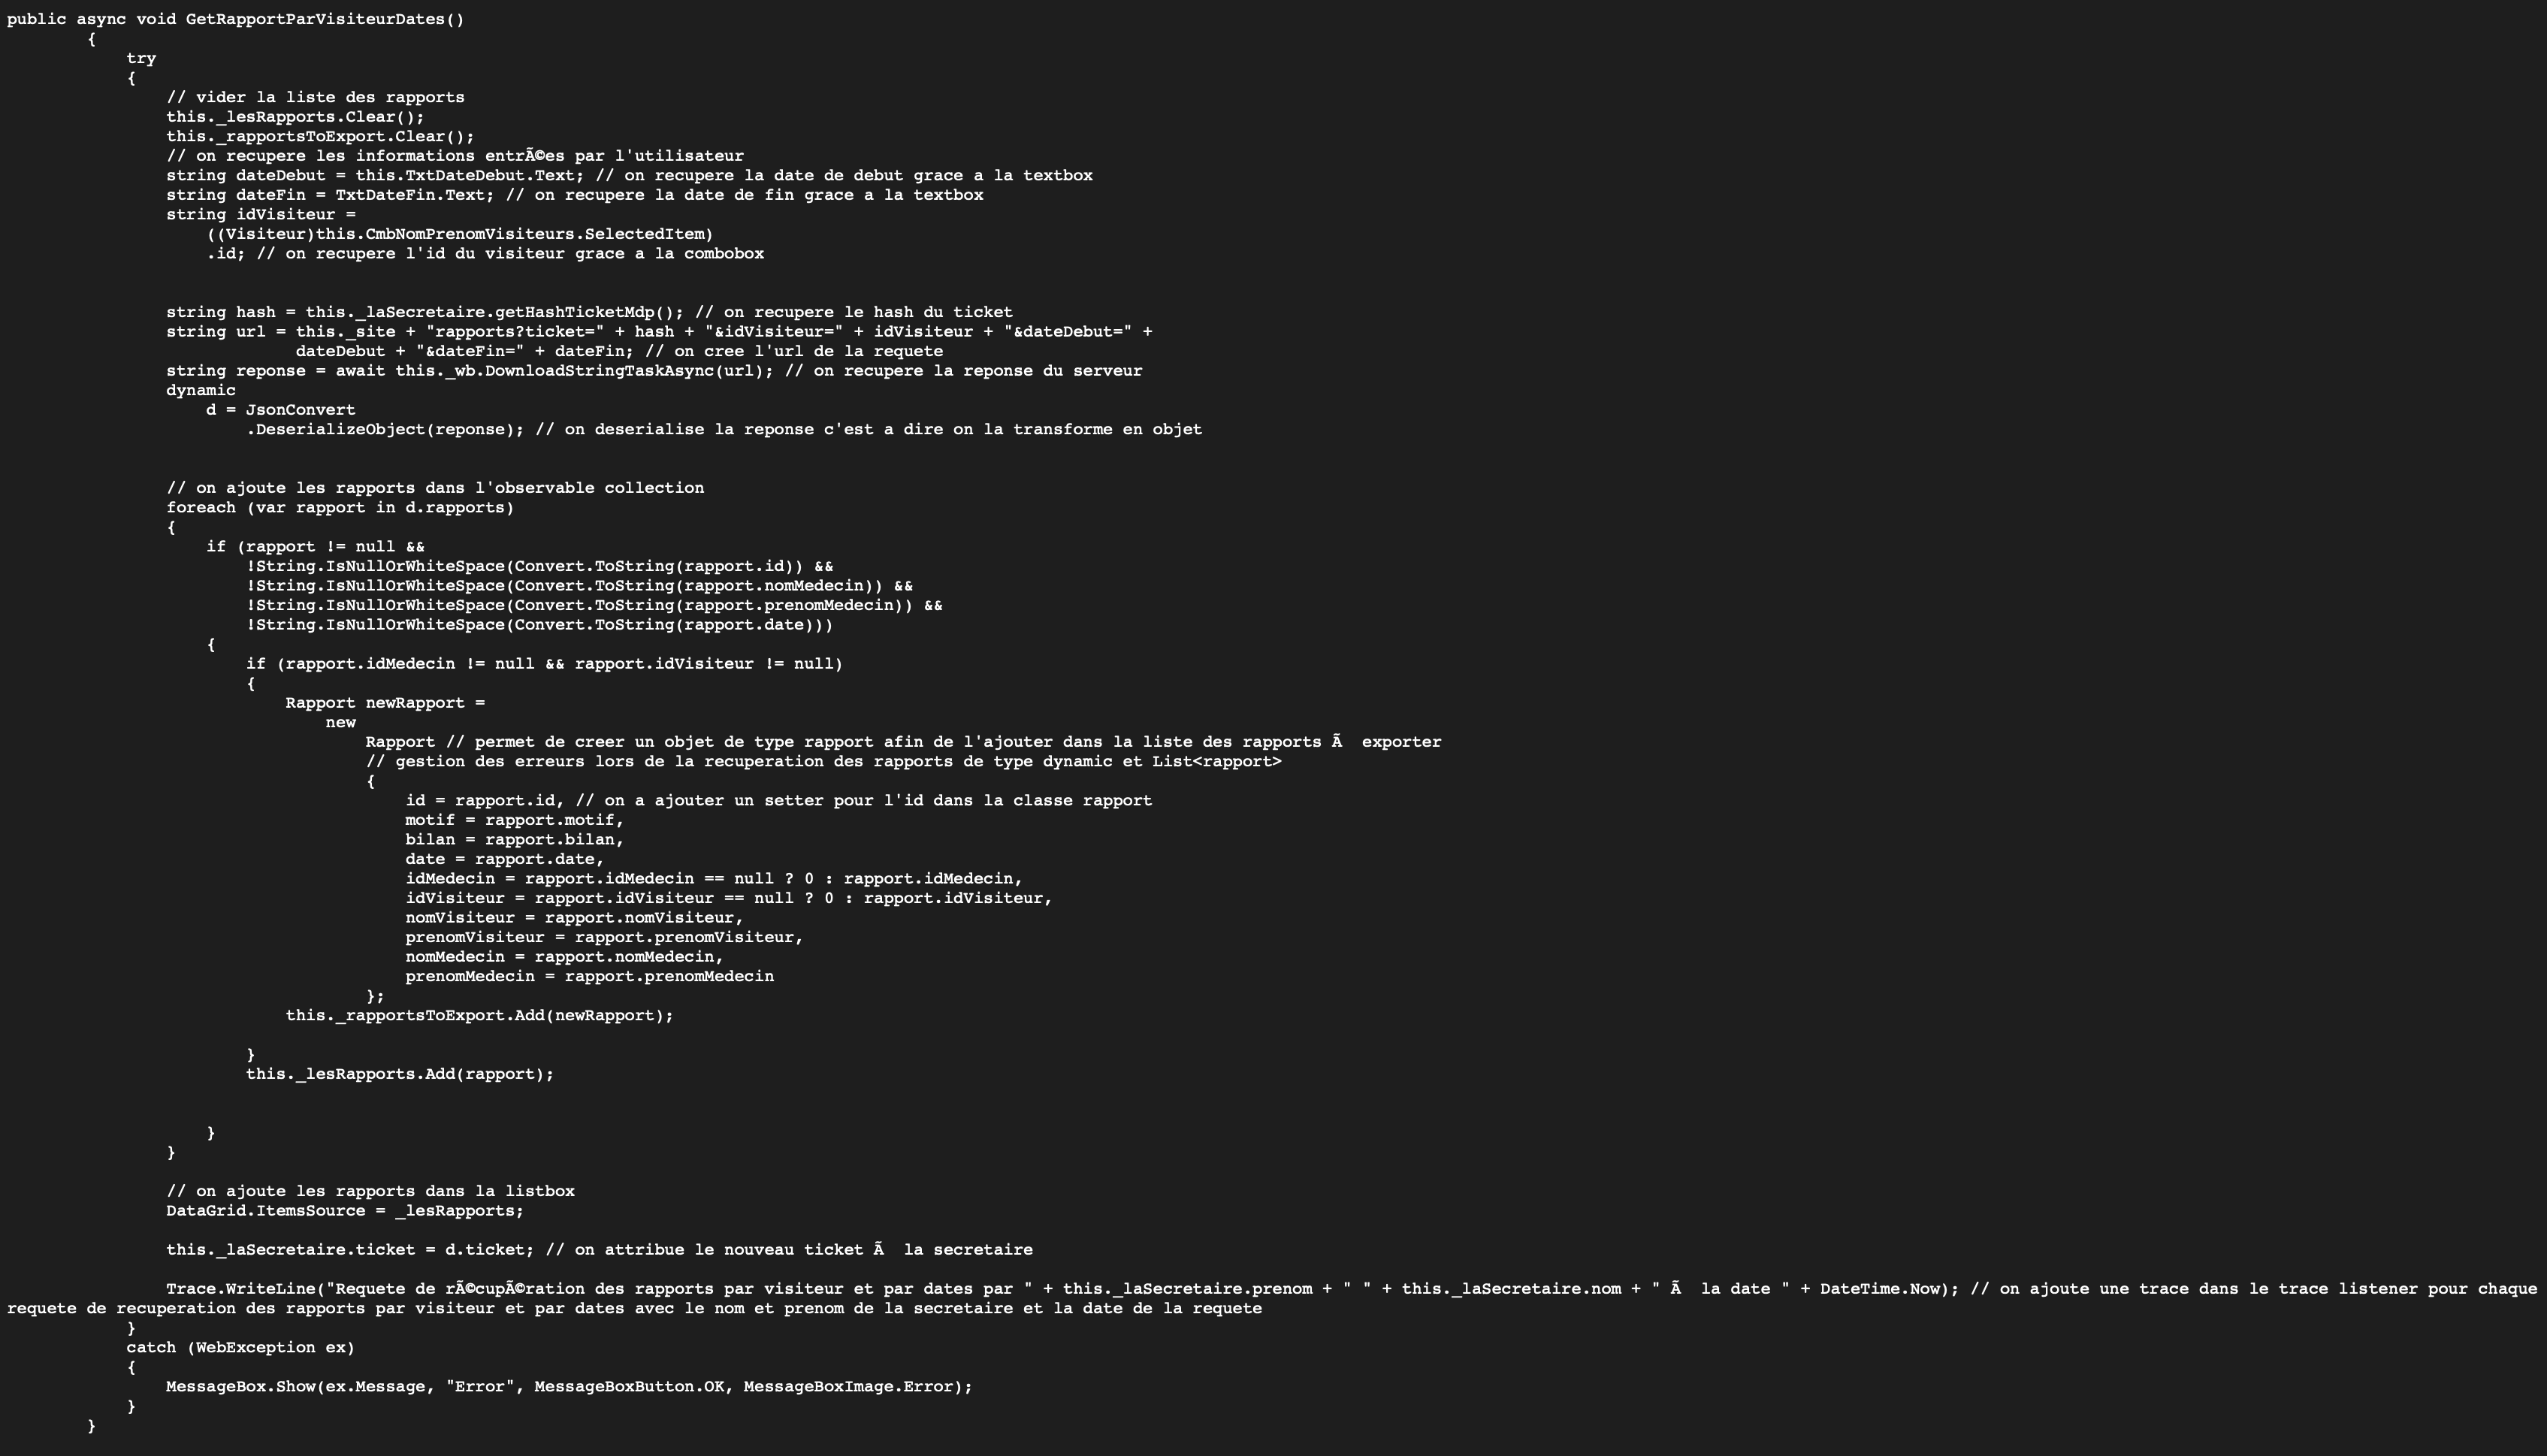 public async void GetRapportParVisiteurDates()
{
try
{
// vider la liste des rapports
this._lesRapports.Clear();
this._rapportsToExport.Clear();
// on recupere les informations entrÃ©es par l'utilisateur
string dateDebut = this.TxtDateDebut.Text; // on recupere la date de debut grace a la textbox
string dateFin = TxtDateFin.Text; // on recupere la date de fin grace a la textbox
string idVisiteur =
((Visiteur)this.CmbNomPrenomVisiteurs.SelectedItem)
.id; // on recupere l'id du visiteur grace a la combobox
string hash = this._laSecretaire.getHashTicketMdp(); // on recupere le hash du ticket
string url = this._site + "rapports?ticket=" + hash + "&idVisiteur=" + idVisiteur + "&dateDebut=" +
dateDebut + "&dateFin=" + dateFin; // on cree l'url de la requete
string reponse = await this._wb.DownloadStringTaskAsync(url); // on recupere la reponse du serveur
dynamic
d = JsonConvert
.DeserializeObject(reponse); // on deserialise la reponse c'est a dire on la transforme en objet
// on ajoute les rapports dans l'observable collection
foreach (var rapport in d.rapports)
{
if (rapport != null &&
!String.IsNullOrWhiteSpace(Convert.ToString(rapport.id)) &&
!String.IsNullOrWhiteSpace(Convert.ToString(rapport.nomMedecin)) &&
!String.IsNullOrWhiteSpace(Convert.ToString(rapport.prenomMedecin)) &&
!String.IsNullOrWhiteSpace(Convert.ToString(rapport.date)))
{
if (rapport.idMedecin != null && rapport.idVisiteur != null)
{
Rapport newRapport =
new
Rapport // permet de creer un objet de type rapport afin de l'ajouter dans la liste des rapports Ã  exporter
// gestion des erreurs lors de la recuperation des rapports de type dynamic et List<rapport>
{
id = rapport.id, // on a ajouter un setter pour l'id dans la classe rapport
motif = rapport.motif,
bilan = rapport.bilan,
date = rapport.date,
idMedecin = rapport.idMedecin == null ? 0 : rapport.idMedecin,
idVisiteur = rapport.idVisiteur == null ? 0 : rapport.idVisiteur,
nomVisiteur = rapport.nomVisiteur,
prenomVisiteur = rapport.prenomVisiteur,
nomMedecin = rapport.nomMedecin,
prenomMedecin = rapport.prenomMedecin
};
this._rapportsToExport.Add(newRapport);
}
this._lesRapports.Add(rapport);
}
}
// on ajoute les rapports dans la listbox
DataGrid.ItemsSource = _lesRapports;
this._laSecretaire.ticket = d.ticket; // on attribue le nouveau ticket Ã  la secretaire
Trace.WriteLine("Requete de rÃ©cupÃ©ration des rapports par visiteur et par dates par " + this._laSecretaire.prenom + " " + this._laSecretaire.nom + " Ã  la date " + DateTime.Now); // on ajoute une trace dans le trace listener pour chaque
requete de recuperation des rapports par visiteur et par dates avec le nom et prenom de la secretaire et la date de la requete
}
catch (WebException ex)
{
MessageBox.Show(ex.Message, "Error", MessageBoxButton.OK, MessageBoxImage.Error);
}
}